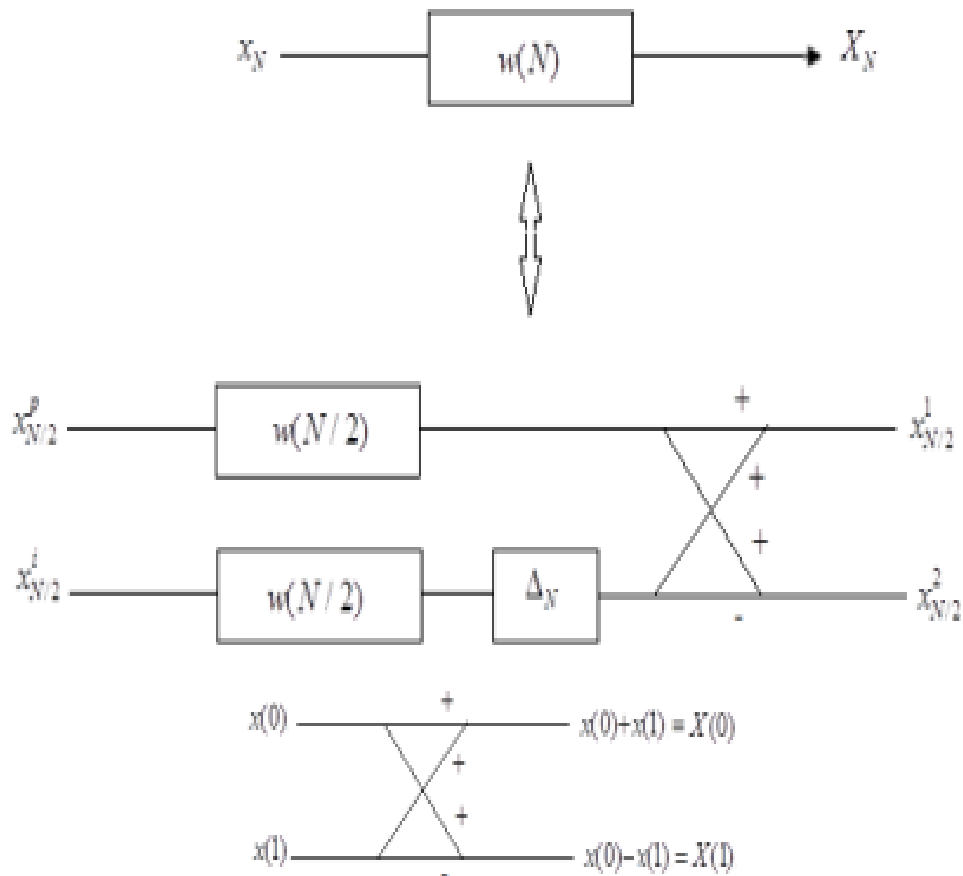 x_N w(N) X_N
x^p_{N/2} w(N/2) + x^1_{N/2}
+
+
x^i_{N/2} w(N/2) Δ_N - x^2_{N/2}
x(0) + x(0)+x(1) = X(0)
+
+
x(1) - x(0)-x(1) = X(1)